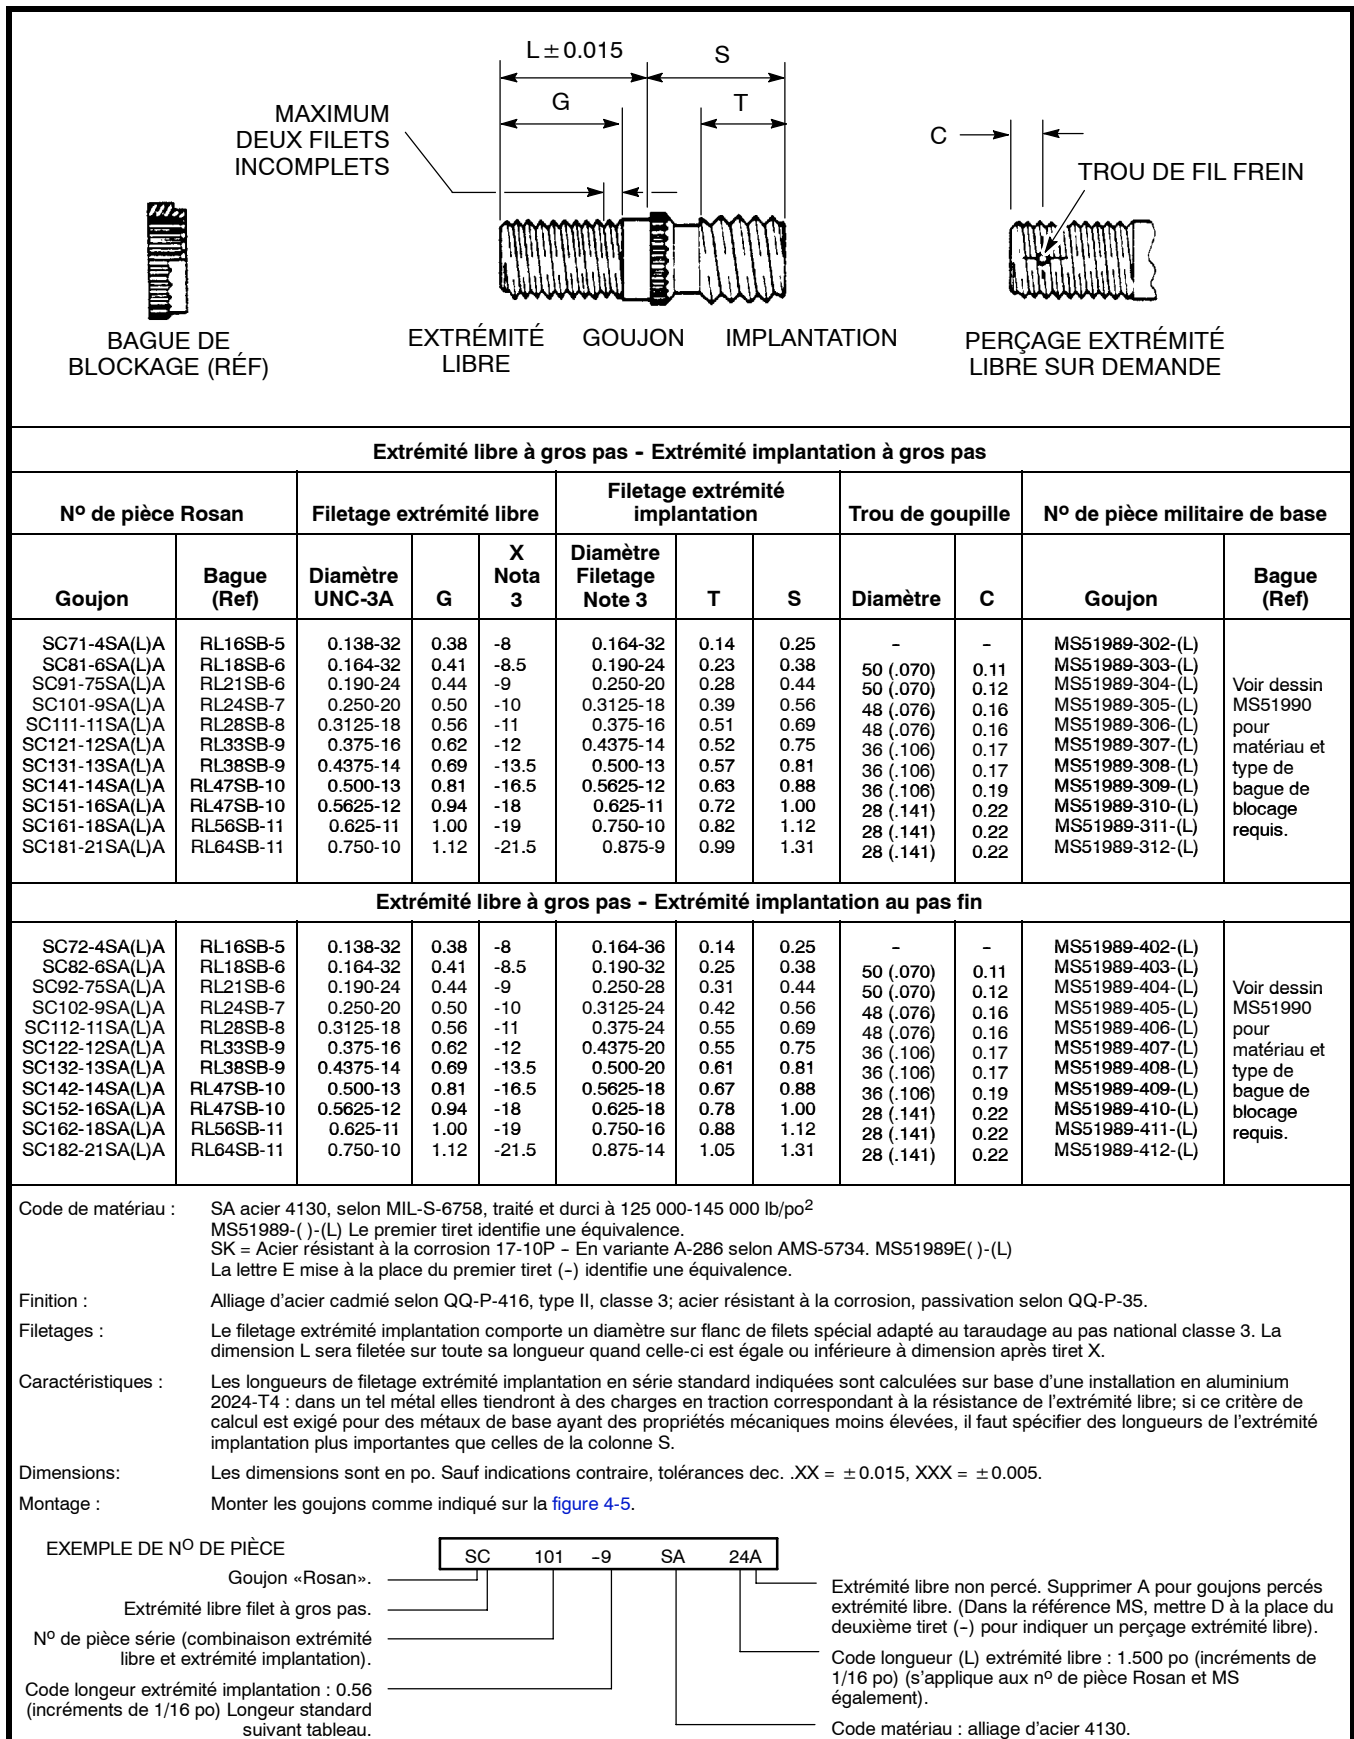 L ± 0.015
S
G
T
MAXIMUM
DEUX FILETS
INCOMPLETS
C
TROU DE FIL FREIN
BAGUE DE
BLOCKAGE (RÉF)
EXTRÉMITÉ
LIBRE
GOUJON
IMPLANTATION
PERÇAGE EXTRÉMITÉ
LIBRE SUR DEMANDE
Extrémité libre à gros pas - Extrémité implantation à gros pas
Nº de pièce Rosan
Filetage extrémité libre
Filetage extrémité
implantation
Trou de goupille
Nº de pièce militaire de base
Goujon
Bague
(Ref)
Diamètre
UNC-3A
G
X
Nota
3
Diamètre
Filetage
Note 3
T
S
Diamètre
C
Goujon
Bague
(Ref)
SC71-4SA(L)A RL16SB-5 0.138-32 0.38 -8 0.164-32 0.14 0.25 - - MS51989-302-(L)
SC81-6SA(L)A RL18SB-6 0.164-32 0.41 -8.5 0.190-24 0.23 0.38 50 (.070) 0.11 MS51989-303-(L)
SC91-75SA(L)A RL21SB-6 0.190-24 0.44 -9 0.250-20 0.28 0.44 50 (.070) 0.12 MS51989-304-(L) Voir dessin
SC101-9SA(L)A RL24SB-7 0.250-20 0.50 -10 0.3125-18 0.39 0.56 48 (.076) 0.16 MS51989-305-(L) MS51990
SC111-11SA(L)A RL28SB-8 0.3125-18 0.56 -11 0.375-16 0.51 0.69 48 (.076) 0.16 MS51989-306-(L) pour
SC121-12SA(L)A RL33SB-9 0.375-16 0.62 -12 0.4375-14 0.52 0.75 36 (.106) 0.17 MS51989-307-(L) matériau et
SC131-13SA(L)A RL38SB-9 0.4375-14 0.69 -13.5 0.500-13 0.57 0.81 36 (.106) 0.17 MS51989-308-(L) type de
SC141-14SA(L)A RL47SB-10 0.500-13 0.81 -16.5 0.5625-12 0.63 0.88 36 (.106) 0.19 MS51989-309-(L) bague de
SC151-16SA(L)A RL47SB-10 0.5625-12 0.94 -18 0.625-11 0.72 1.00 28 (.141) 0.22 MS51989-310-(L) blocage
SC161-18SA(L)A RL56SB-11 0.625-11 1.00 -19 0.750-10 0.82 1.12 28 (.141) 0.22 MS51989-311-(L) requis.
SC181-21SA(L)A RL64SB-11 0.750-10 1.12 -21.5 0.875-9 0.99 1.31 28 (.141) 0.22 MS51989-312-(L)
Extrémité libre à gros pas - Extrémité implantation au pas fin
SC72-4SA(L)A RL16SB-5 0.138-32 0.38 -8 0.164-36 0.14 0.25 - - MS51989-402-(L)
SC82-6SA(L)A RL18SB-6 0.164-32 0.41 -8.5 0.190-32 0.25 0.38 50 (.070) 0.11 MS51989-403-(L)
SC92-75SA(L)A RL21SB-6 0.190-24 0.44 -9 0.250-28 0.31 0.44 50 (.070) 0.12 MS51989-404-(L) Voir dessin
SC102-9SA(L)A RL24SB-7 0.250-20 0.50 -10 0.3125-24 0.42 0.56 48 (.076) 0.16 MS51989-405-(L) MS51990
SC112-11SA(L)A RL28SB-8 0.3125-18 0.56 -11 0.375-24 0.55 0.69 48 (.076) 0.16 MS51989-406-(L) pour
SC122-12SA(L)A RL33SB-9 0.375-16 0.62 -12 0.4375-20 0.55 0.75 36 (.106) 0.17 MS51989-407-(L) matériau et
SC132-13SA(L)A RL38SB-9 0.4375-14 0.69 -13.5 0.500-20 0.61 0.81 36 (.106) 0.17 MS51989-408-(L) type de
SC142-14SA(L)A RL47SB-10 0.500-13 0.81 -16.5 0.5625-18 0.67 0.88 36 (.106) 0.19 MS51989-409-(L) bague de
SC152-16SA(L)A RL47SB-10 0.5625-12 0.94 -18 0.625-18 0.78 1.00 28 (.141) 0.22 MS51989-410-(L) blocage
SC162-18SA(L)A RL56SB-11 0.625-11 1.00 -19 0.750-16 0.88 1.12 28 (.141) 0.22 MS51989-411-(L) requis.
SC182-21SA(L)A RL64SB-11 0.750-10 1.12 -21.5 0.875-14 1.05 1.31 28 (.141) 0.22 MS51989-412-(L)
Code de matériau : SA acier 4130, selon MIL-S-6758, traité et durci à 125 000-145 000 lb/po²
MS51989-( )-(L) Le premier tiret identifie une équivalence.
SK = Acier résistant à la corrosion 17-10P - En variante A-286 selon AMS-5734. MS51989E( )-(L)
La lettre E mise à la place du premier tiret (-) identifie une équivalence.
Finition : Alliage d'acier cadmié selon QQ-P-416, type II, classe 3; acier résistant à la corrosion, passivation selon QQ-P-35.
Filetages : Le filetage extrémité implantation comporte un diamètre sur flanc de filets spécial adapté au taraudage au pas national classe 3. La
dimension L sera filetée sur toute sa longueur quand celle-ci est égale ou inférieure à dimension après tiret X.
Caractéristiques : Les longueurs de filetage extrémité implantation en série standard indiquées sont calculées sur base d'une installation en aluminium
2024-T4 : dans un tel métal elles tiendront à des charges en traction correspondant à la résistance de l'extrémité libre; si ce critère de
calcul est exigé pour des métaux de base ayant des propriétés mécaniques moins élevées, il faut spécifier des longueurs de l'extrémité
implantation plus importantes que celles de la colonne S.
Dimensions: Les dimensions sont en po. Sauf indications contraire, tolérances dec. .XX = ± 0.015, XXX = ± 0.005.
Montage : Monter les goujons comme indiqué sur la figure 4-5.
EXEMPLE DE Nº DE PIÈCE
SC 101 -9 SA 24A
Goujon «Rosan».
Extrémité libre filet à gros pas.
Nº de pièce série (combinaison extrémité
libre et extrémité implantation).
Code longeur extrémité implantation : 0.56
(incréments de 1/16 po) Longeur standard
suivant tableau.
Extrémité libre non percé. Supprimer A pour goujons percés
extrémité libre. (Dans la référence MS, mettre D à la place du
deuxième tiret (-) pour indiquer un perçage extrémité libre).
Code longueur (L) extrémité libre : 1.500 po (incréments de
1/16 po) (s'applique aux nº de pièce Rosan et MS
également).
Code matériau : alliage d'acier 4130.